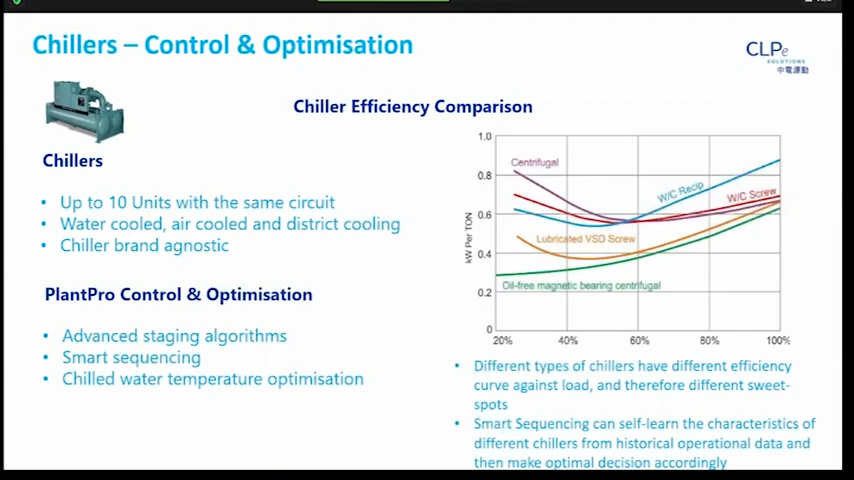 Chillers – Control & Optimisation
CLPe
SOLUTIONS
中電源動
Chiller Efficiency Comparison
Chillers
• Up to 10 Units with the same circuit
• Water cooled, air cooled and district cooling
• Chiller brand agnostic
PlantPro Control & Optimisation
• Advanced staging algorithms
• Smart sequencing
• Chilled water temperature optimisation
kW Per TON
1.0
0.8
0.6
0.4
0.2
0
Centrifugal
W/C Recip
W/C Screw
Lubricated VSD Screw
Oil-free magnetic bearing centrifugal
20% 40% 60% 80% 100%
• Different types of chillers have different efficiency
curve against load, and therefore different sweet-
spots
• Smart Sequencing can self-learn the characteristics of
different chillers from historical operational data and
then make optimal decision accordingly